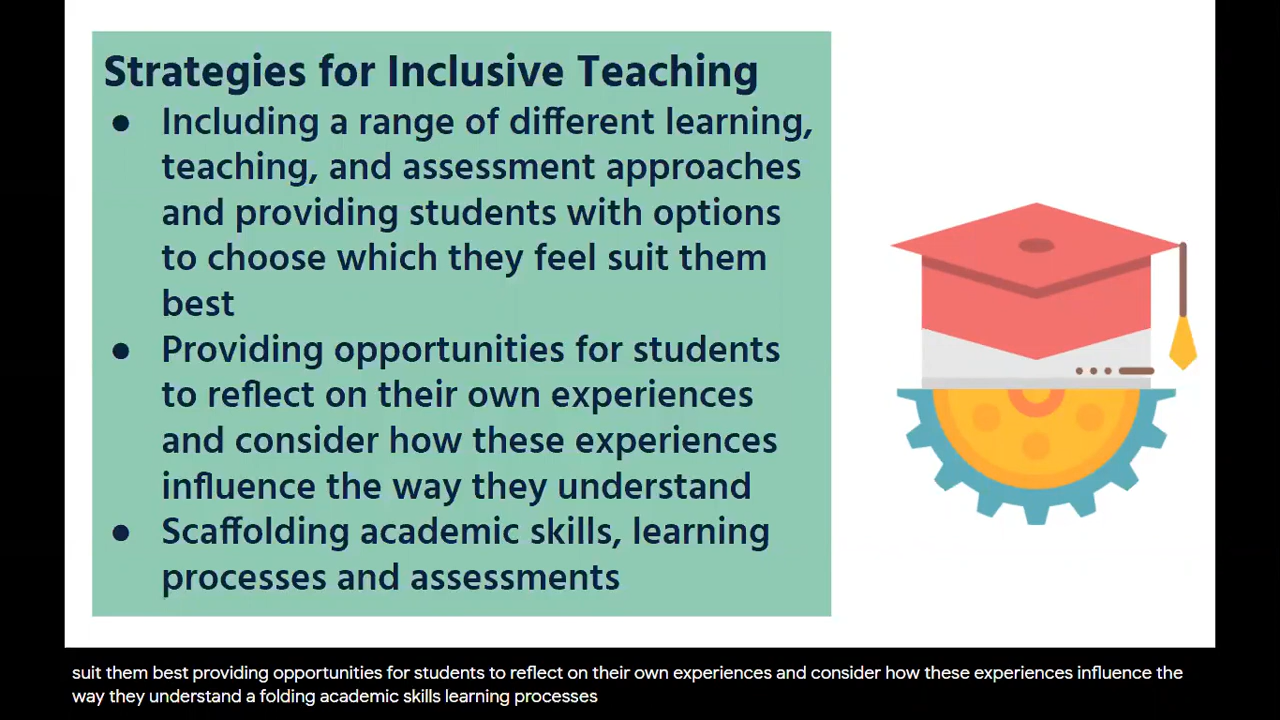 Strategies for Inclusive Teaching
● Including a range of different learning,
teaching, and assessment approaches
and providing students with options
to choose which they feel suit them
best
● Providing opportunities for students
to reflect on their own experiences
and consider how these experiences
influence the way they understand
● Scaffolding academic skills, learning
processes and assessments
suit them best providing opportunities for students to reflect on their own experiences and consider how these experiences influence the
way they understand a folding academic skills learning processes